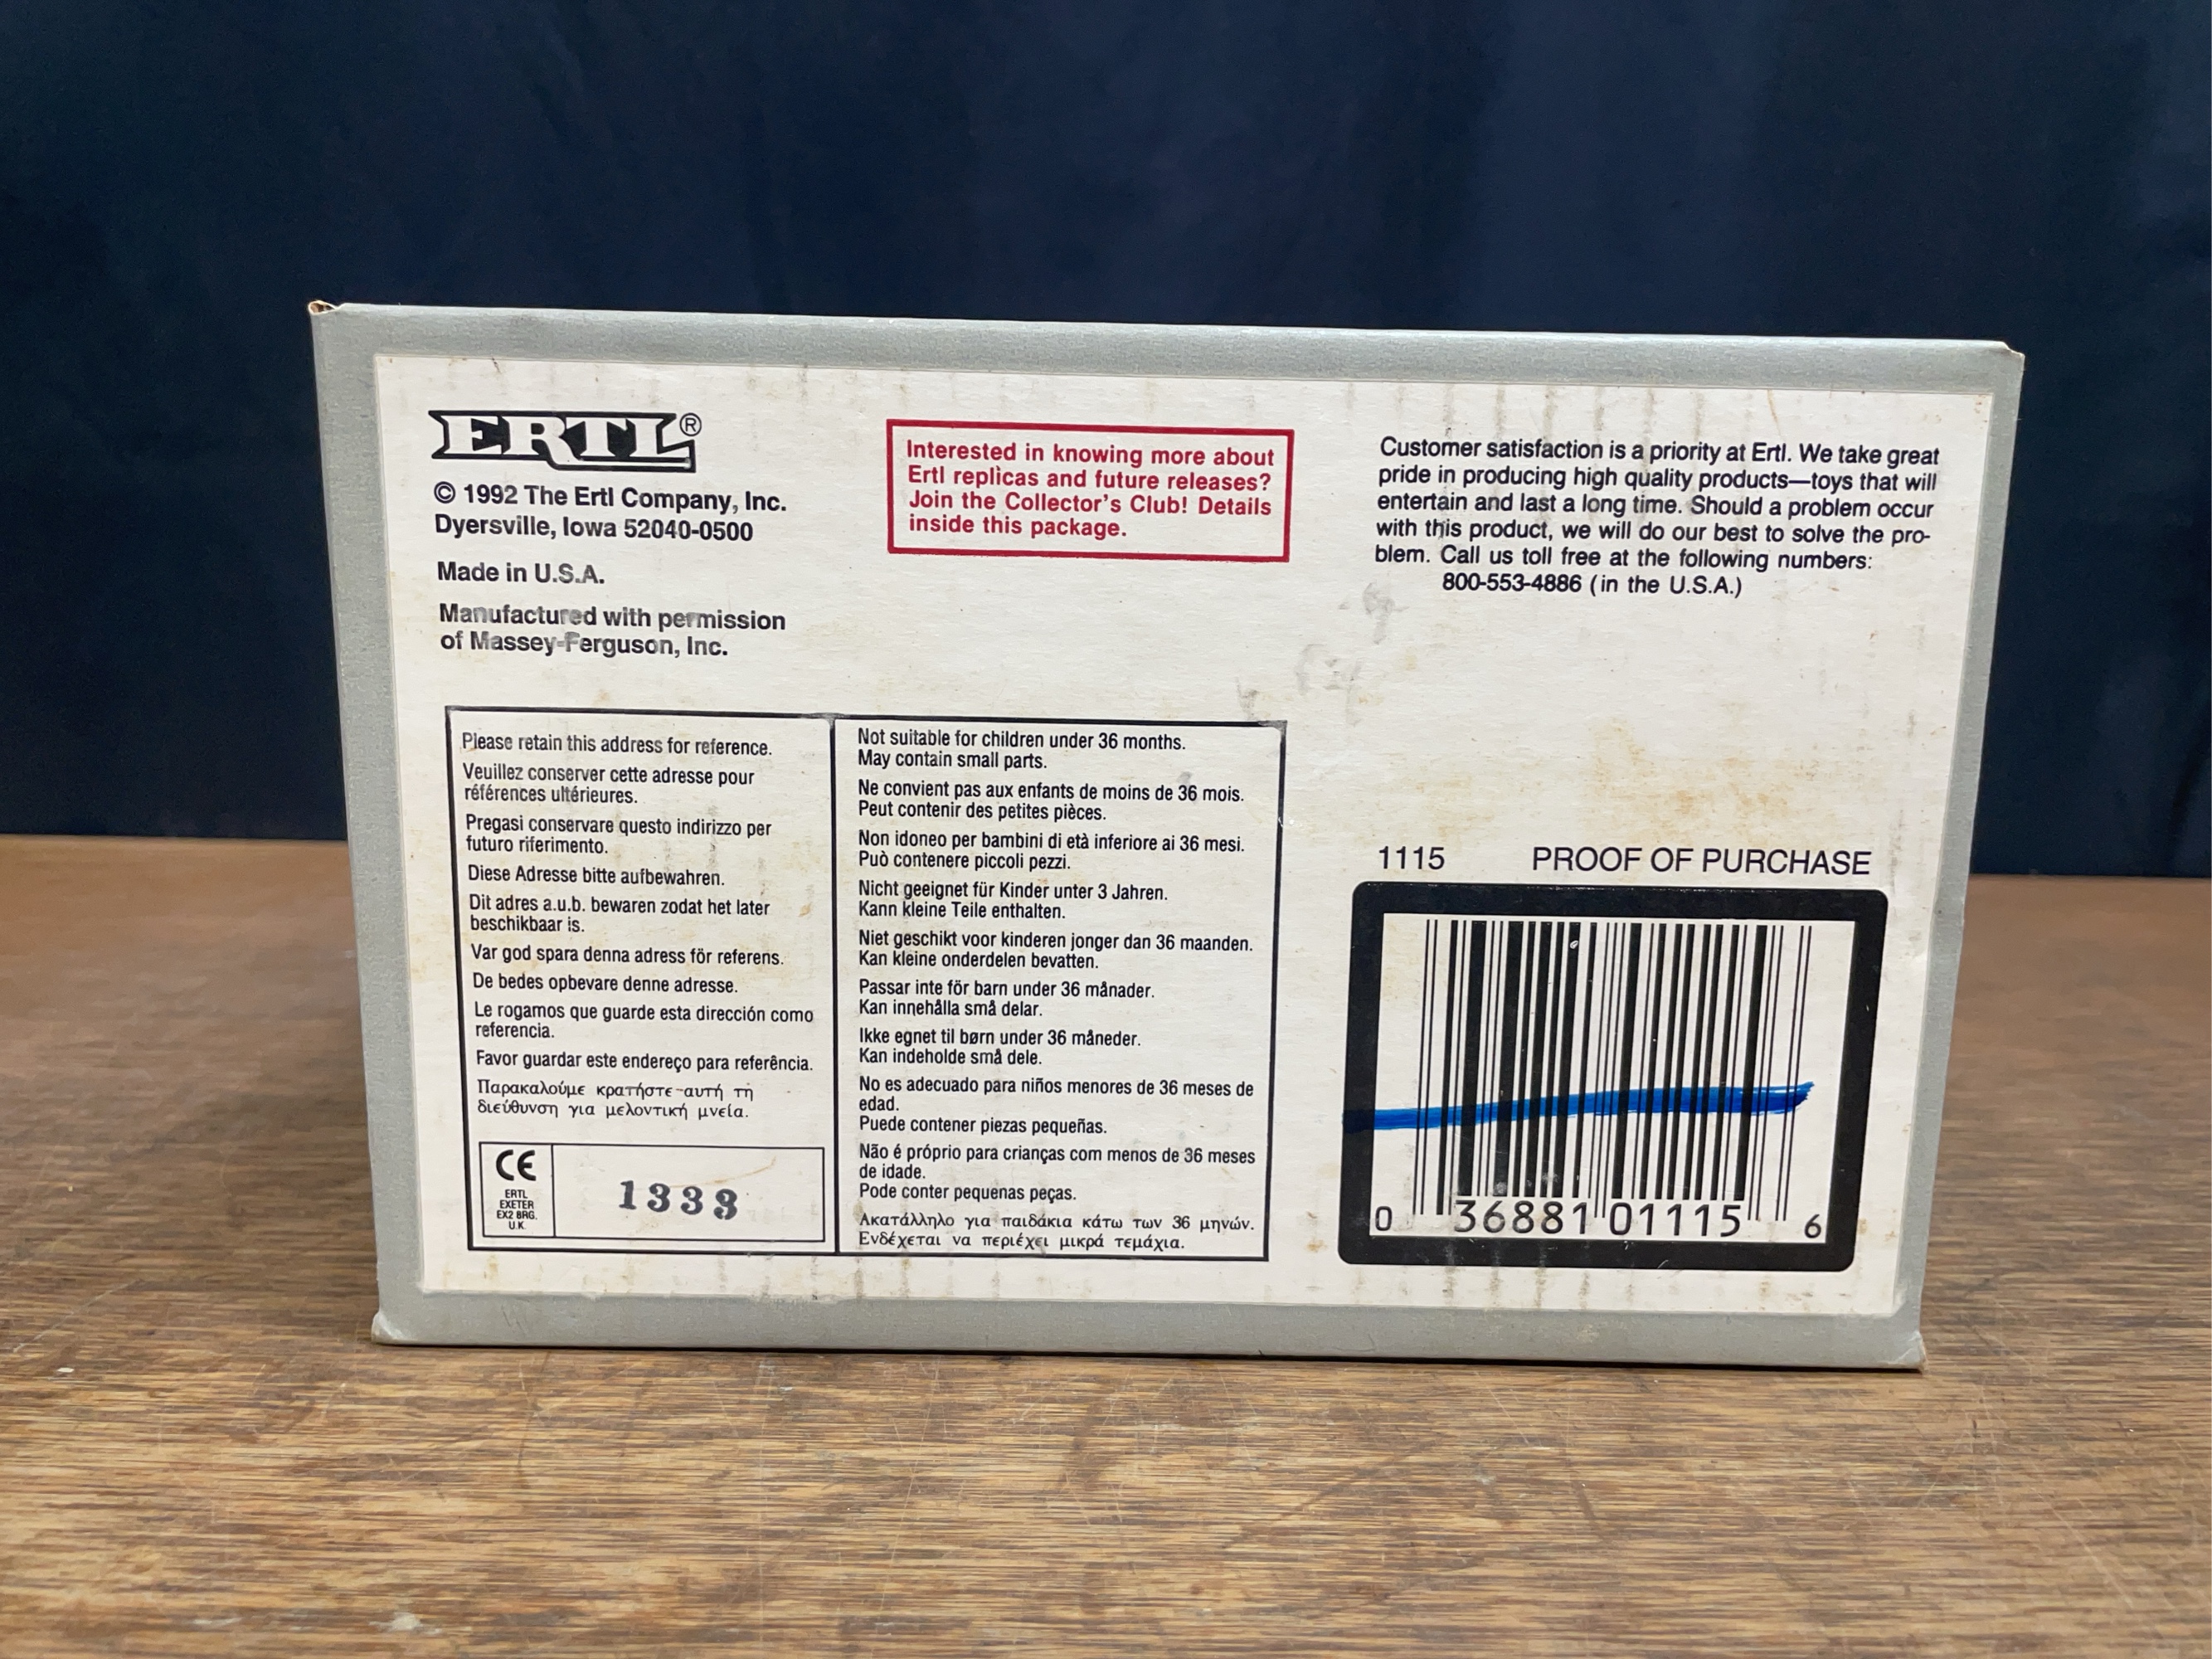 ERTL®
© 1992 The Ertl Company, Inc.
Dyersville, Iowa 52040-0500
Made in U.S.A.
Manufactured with permission
of Massey-Ferguson, Inc.
Interested in knowing more about
Ertl replicas and future releases?
Join the Collector's Club! Details
inside this package.
Customer satisfaction is a priority at Ertl. We take great
pride in producing high quality products—toys that will
entertain and last a long time. Should a problem occur
with this product, we will do our best to solve the pro-
blem. Call us toll free at the following numbers:
800-553-4886 (in the U.S.A.)
Please retain this address for reference.
Veuillez conserver cette adresse pour
références ultérieures.
Pregasi conservare questo indirizzo per
futuro riferimento.
Diese Adresse bitte aufbewahren.
Dit adres a.u.b. bewaren zodat het later
beschikbaar is.
Var god spara denna adress för referens.
De bedes opbevare denne adresse.
Le rogamos que guarde esta dirección como
referencia.
Favor guardar este endereço para referência.
Παρακαλούμε κρατήστε αυτή τη
διεύθυνση για μελοντική μνεία.
CE
ERTL
EXETER
EX2 BRG.
U.K.
1333
Not suitable for children under 36 months.
May contain small parts.
Ne convient pas aux enfants de moins de 36 mois.
Peut contenir des petites pièces.
Non idoneo per bambini di età inferiore ai 36 mesi.
Può contenere piccoli pezzi.
Nicht geeignet für Kinder unter 3 Jahren.
Kann kleine Teile enthalten.
Niet geschikt voor kinderen jonger dan 36 maanden.
Kan kleine onderdelen bevatten.
Passar inte för barn under 36 månader.
Kan innehålla små delar.
Ikke egnet til børn under 36 måneder.
Kan indeholde små dele.
No es adecuado para niños menores de 36 meses de
edad.
Puede contener piezas pequeñas.
Não é próprio para crianças com menos de 36 meses
de idade.
Pode conter pequenas peças.
Ακατάλληλο για παιδάκια κάτω των 36 μηνών.
Ενδέχεται να περιέχει μικρά τεμάχια.
1115 PROOF OF PURCHASE
0 36881 01115 6